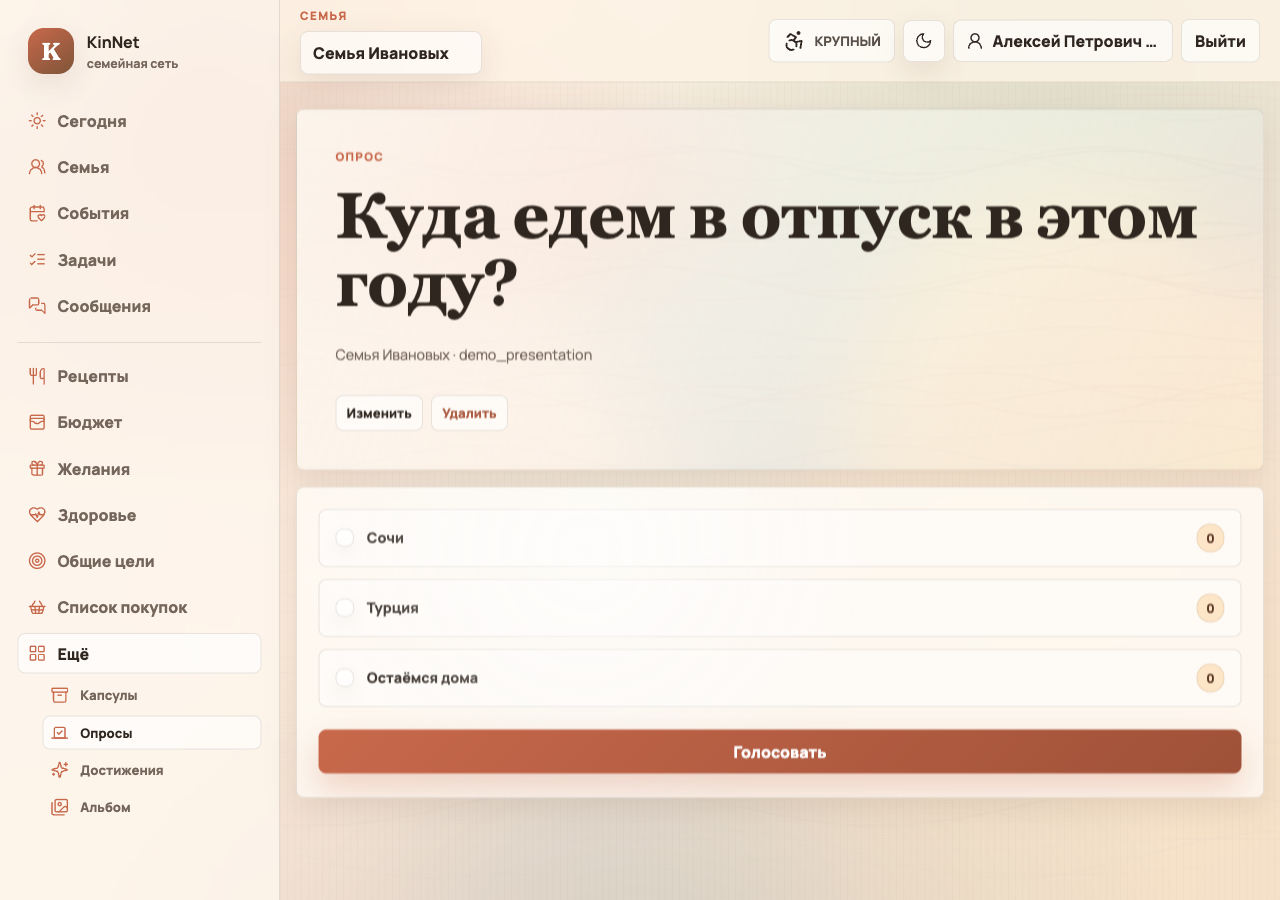 K
KinNet
семейная сеть
Сегодня
Семья
События
Задачи
Сообщения
Рецепты
Бюджет
Желания
Здоровье
Общие цели
Список покупок
Ещё
Капсулы
Опросы
Достижения
Альбом
СЕМЬЯ
Семья Ивановых
КРУПНЫЙ
Алексей Петрович ...
Выйти
ОПРОС
Куда едем в отпуск в этом
году?
Семья Ивановых · demo_presentation
Изменить
Удалить
Сочи
0
Турция
0
Остаёмся дома
0
Голосовать